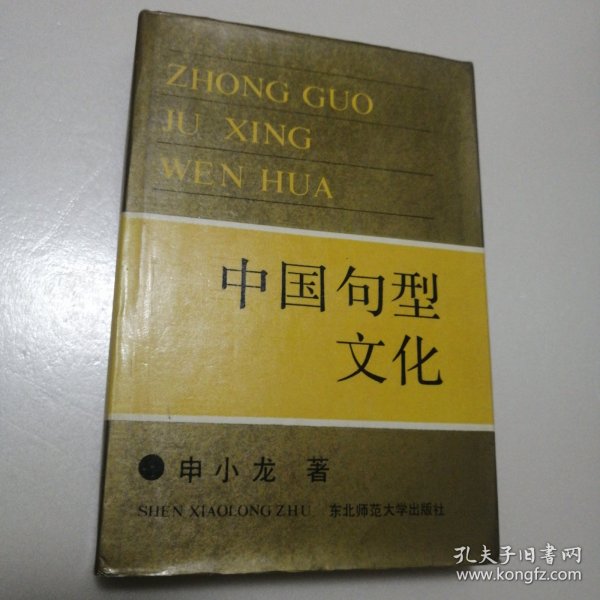 ZHONG GUO
JU XING
WEN HUA
中国句型
文化
申小龙 著
SHEN XIAOLONG ZHU 东北师范大学出版社
孔夫子旧书网
www.kongfz.com